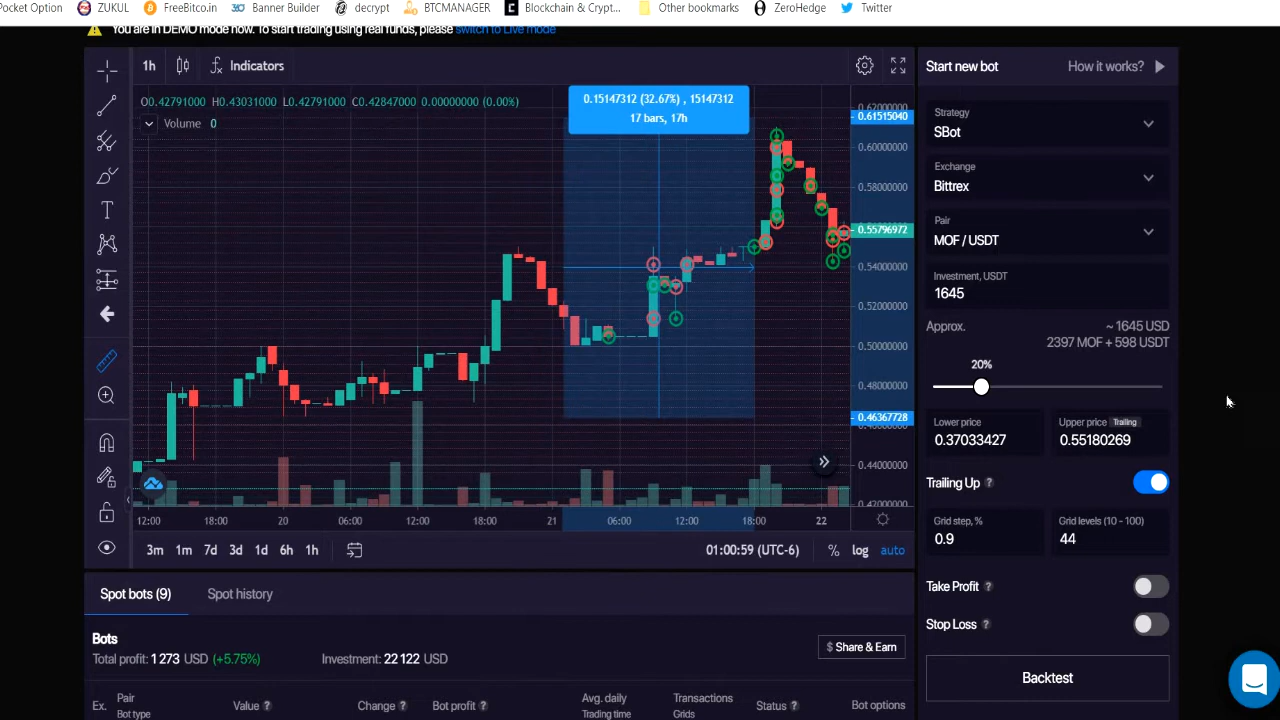 Pocket Option ZUKUL FreeBitco.in Banner Builder decrypt BTCMANAGER Blockchain & Crypt... Other bookmarks ZeroHedge Twitter
You are in DEMO mode now. To start trading using real funds, please switch to Live mode
1h Indicators
O0.42791000 H0.43031000 L0.42791000 C0.42847000 0.00000000 (0.00%)
Volume 0
0.15147312 (32.67%) , 15147312
17 bars, 17h
0.62000000
0.61515040
0.60000000
0.58000000
0.55796972
0.54000000
0.52000000
0.50000000
0.48000000
0.46367728
0.44000000
0.42000000
12:00 18:00 20 06:00 12:00 18:00 21 06:00 12:00 18:00 22
3m 1m 7d 3d 1d 6h 1h
01:00:59 (UTC-6) % log auto
Start new bot How it works?
Strategy
SBot
Exchange
Bittrex
Pair
MOF / USDT
Investment, USDT
1645
Approx. ~ 1645 USD
2397 MOF + 598 USDT
20%
Lower price
0.37033427
Upper price Trailing
0.55180269
Trailing Up ?
Grid step, %
0.9
Grid levels (10 - 100)
44
Take Profit ?
Stop Loss ?
Backtest
Spot bots (9) Spot history
Bots
Total profit: 1 273 USD (+5.75%) Investment: 22 122 USD
$ Share & Earn
Ex.
Pair
Bot type
Value ?
Change ?
Bot profit ?
Avg. daily
Trading time
Transactions
Grids
Status ?
Bot options